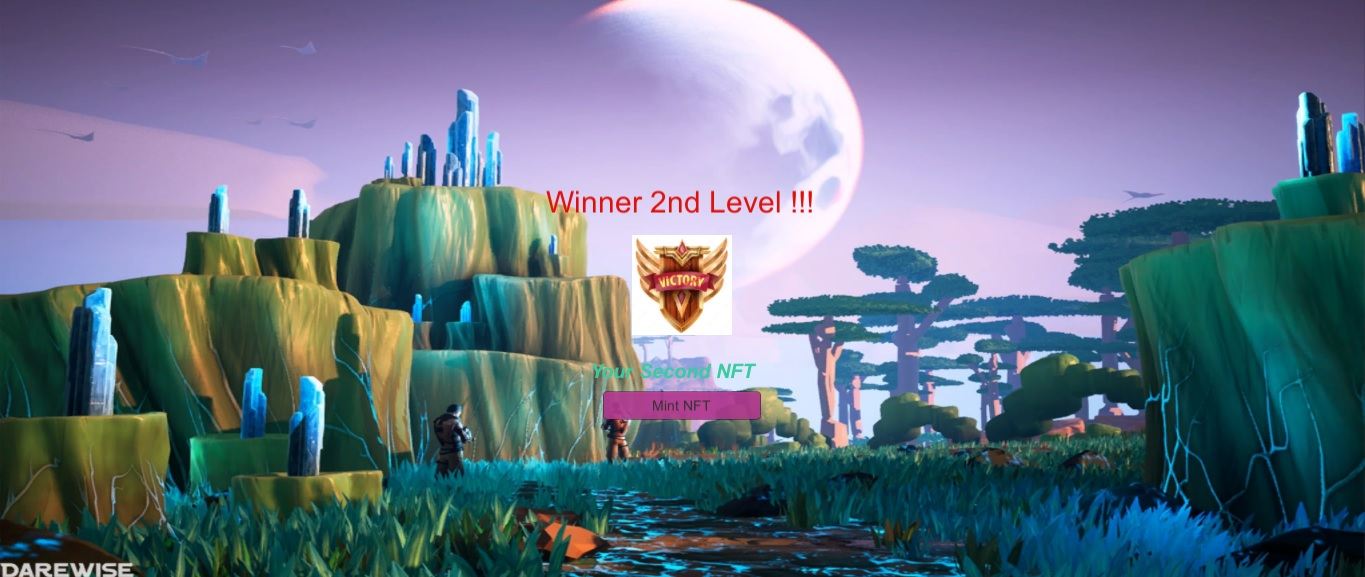 Winner 2nd Level !!!
VICTORY
Your Second NFT
Mint NFT
DAREWISE